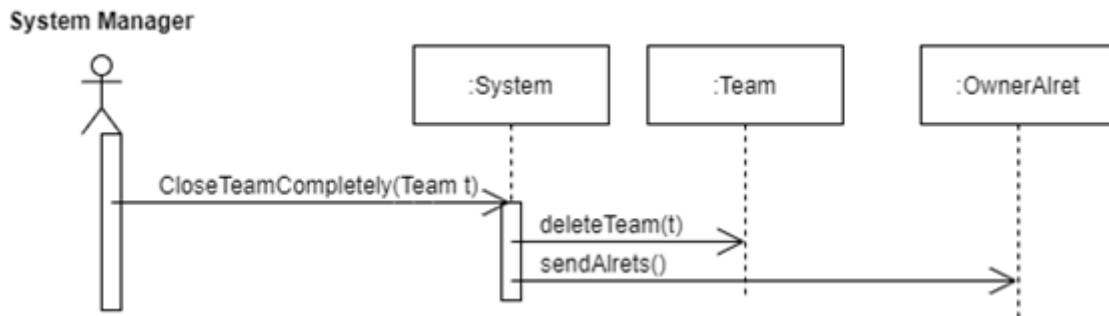 System Manager
:System
:Team
:OwnerAlret
CloseTeamCompletely(Team t)
deleteTeam(t)
sendAlrets()